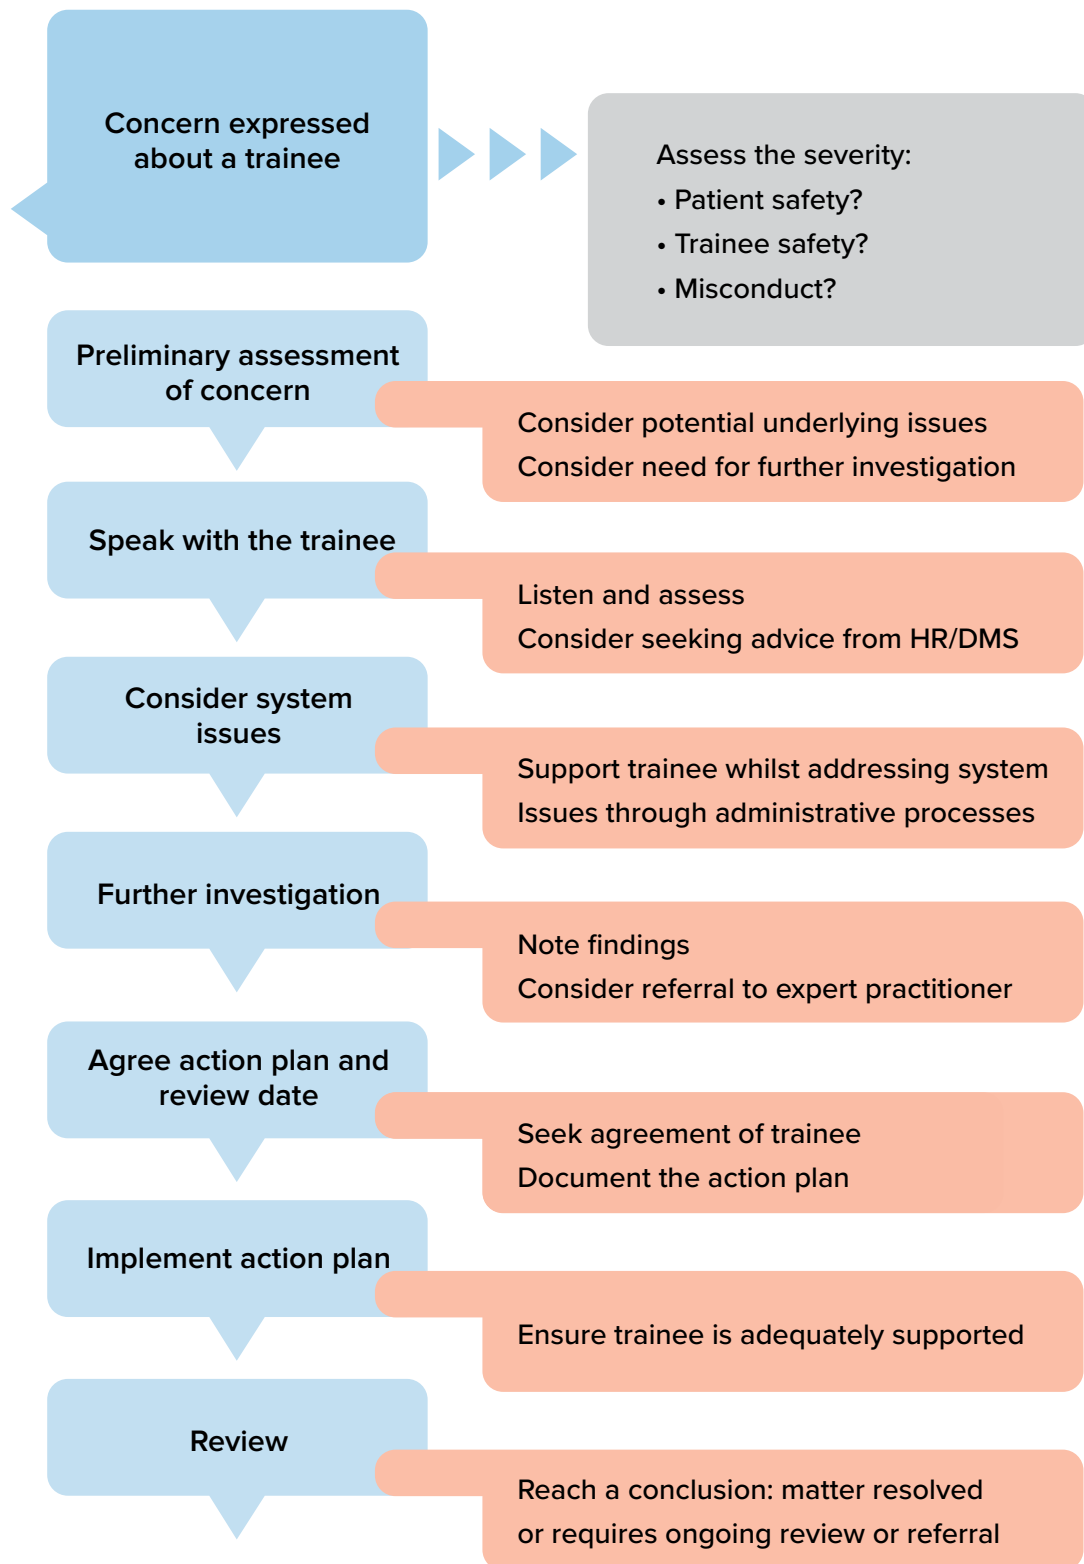 Concern expressed
about a trainee
Assess the severity:
• Patient safety?
• Trainee safety?
• Misconduct?
Preliminary assessment
of concern
Consider potential underlying issues
Consider need for further investigation
Speak with the trainee
Listen and assess
Consider seeking advice from HR/DMS
Consider system
issues
Support trainee whilst addressing system
Issues through administrative processes
Further investigation
Note findings
Consider referral to expert practitioner
Agree action plan and
review date
Seek agreement of trainee
Document the action plan
Implement action plan
Ensure trainee is adequately supported
Review
Reach a conclusion: matter resolved
or requires ongoing review or referral